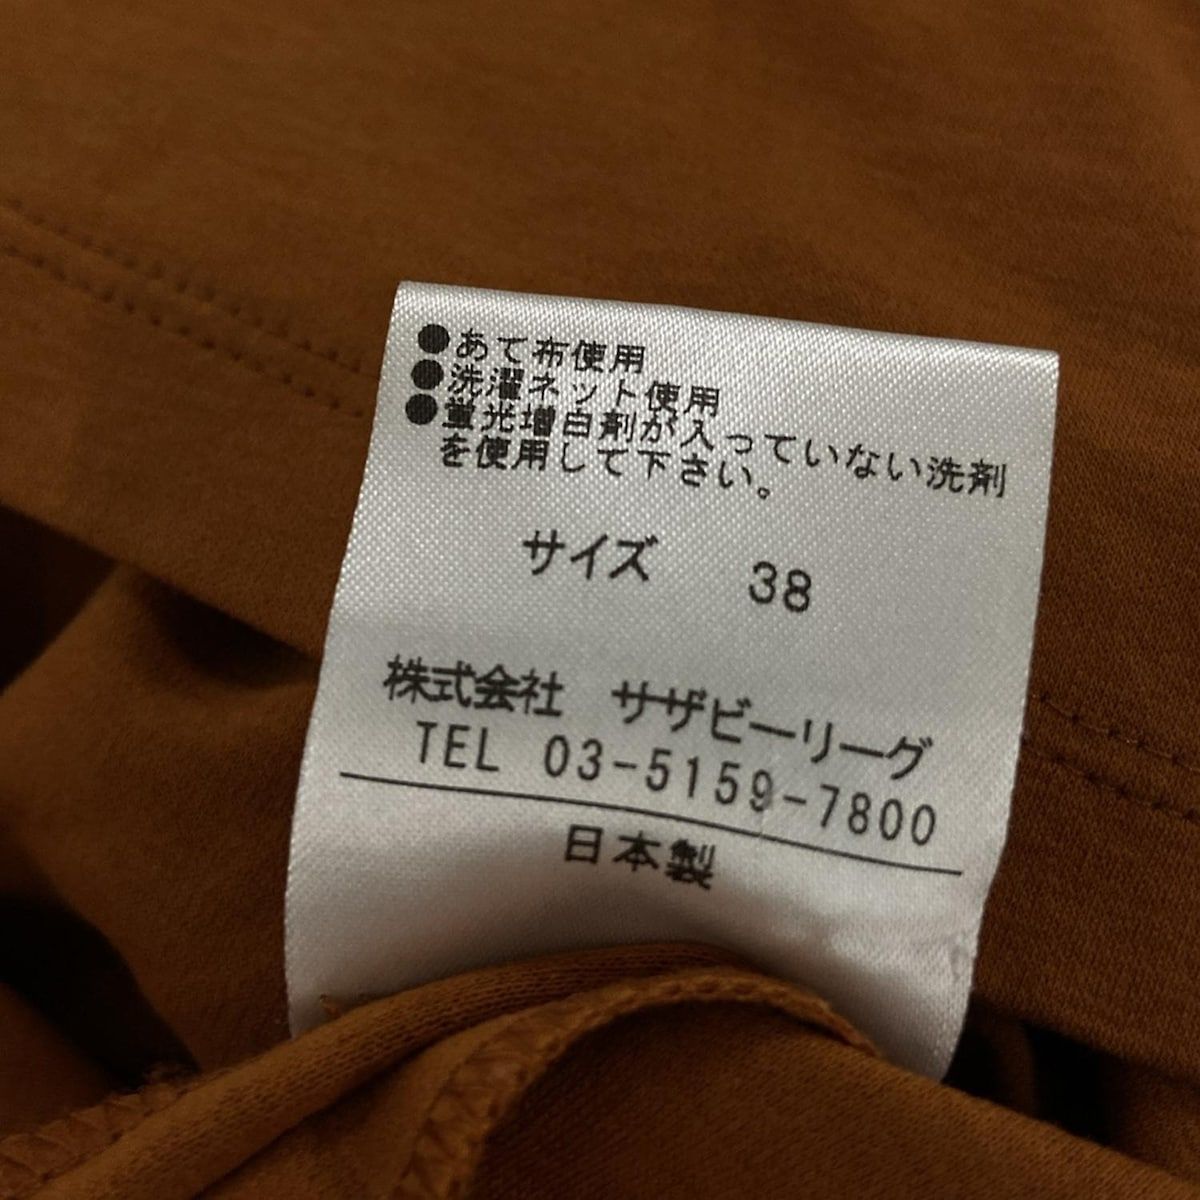 ●あて布使用
●洗濯ネット使用
●蛍光増白剤が入っていない洗剤
を使用して下さい。
サイズ 38
株式会社 サザビーリーグ
TEL 03-5159-7800
日本製